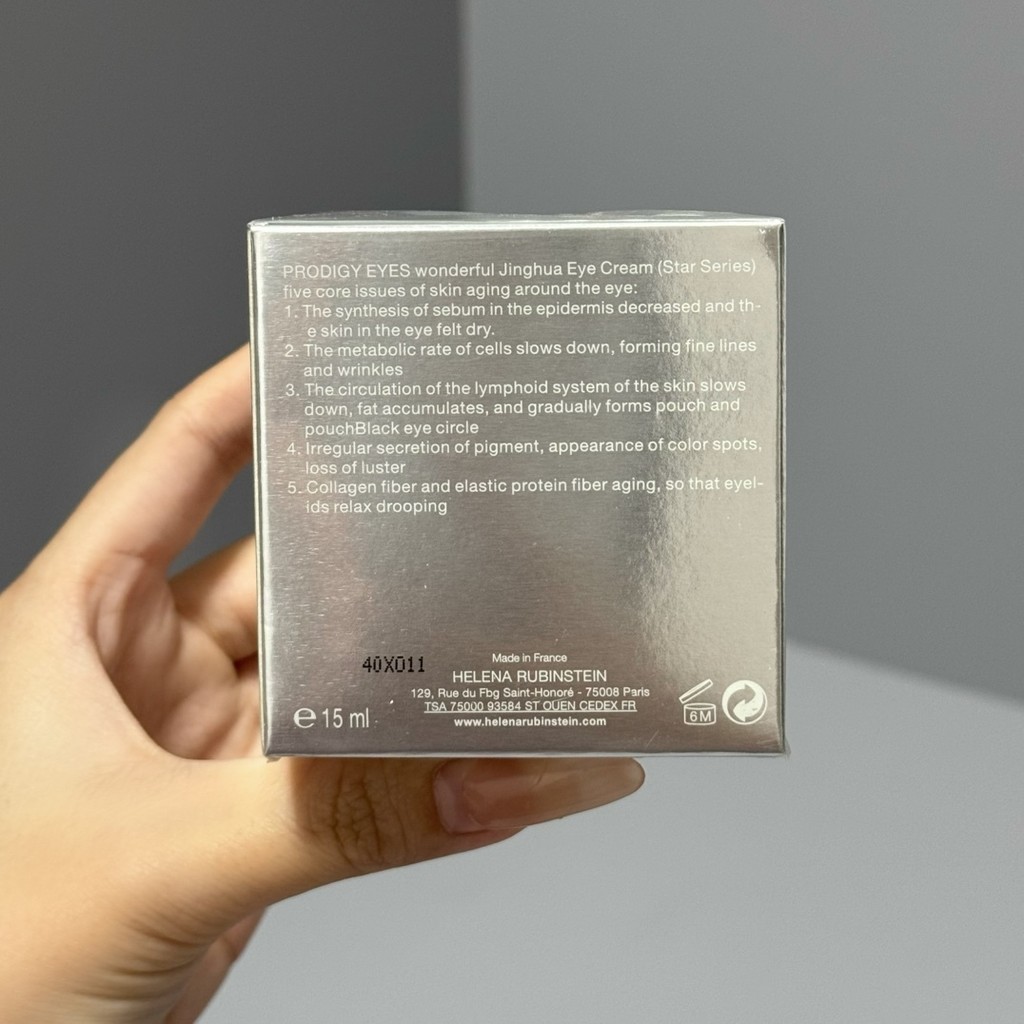 PRODIGY EYES wonderful Jinghua Eye Cream (Star Series)
five core issues of skin aging around the eye:
1. The synthesis of sebum in the epidermis decreased and th-
e skin in the eye felt dry.
2. The metabolic rate of cells slows down, forming fine lines
and wrinkles
3. The circulation of the lymphoid system of the skin slows
down, fat accumulates, and gradually forms pouch and
pouchBlack eye circle
4. Irregular secretion of pigment, appearance of color spots,
loss of luster
5. Collagen fiber and elastic protein fiber aging, so that eyel-
ids relax drooping
40X011
Made in France
HELENA RUBINSTEIN
129, Rue du Fbg Saint-Honoré - 75008 Paris
TSA 75000 93584 ST OUEN CEDEX FR
www.helenarubinstein.com
℮ 15 ml
6M